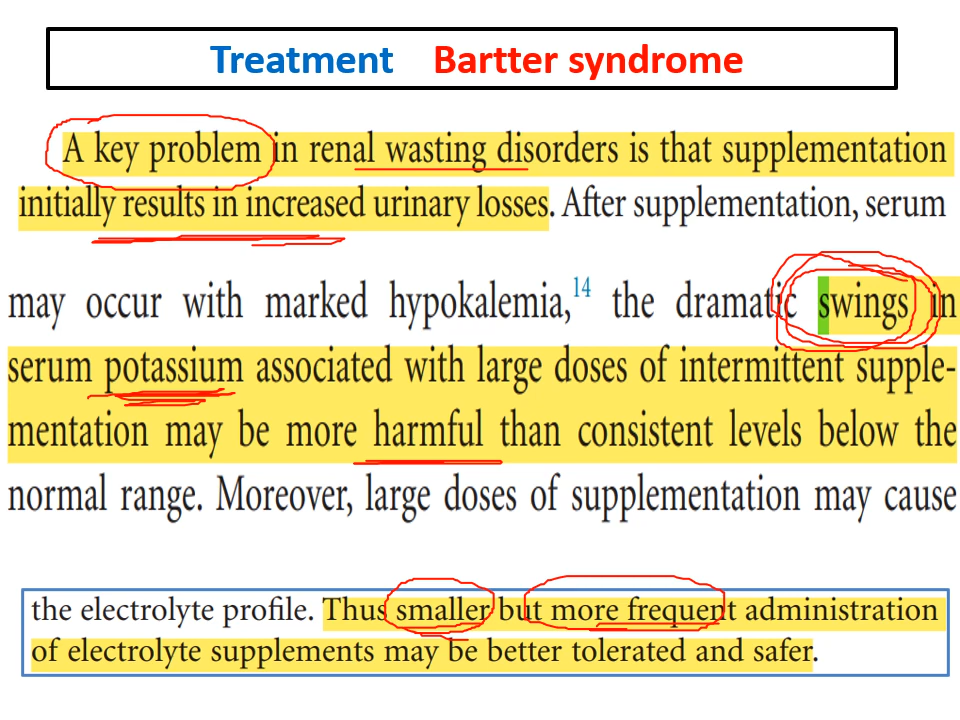 Treatment Bartter syndrome
A key problem in renal wasting disorders is that supplementation
initially results in increased urinary losses. After supplementation, serum
may occur with marked hypokalemia,14 the dramatic swings in
serum potassium associated with large doses of intermittent supple-
mentation may be more harmful than consistent levels below the
normal range. Moreover, large doses of supplementation may cause
the electrolyte profile. Thus smaller but more frequent administration
of electrolyte supplements may be better tolerated and safer.